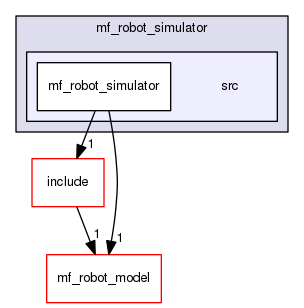 mf_robot_simulator
mf_robot_simulator
src
1
include
1
1
mf_robot_model